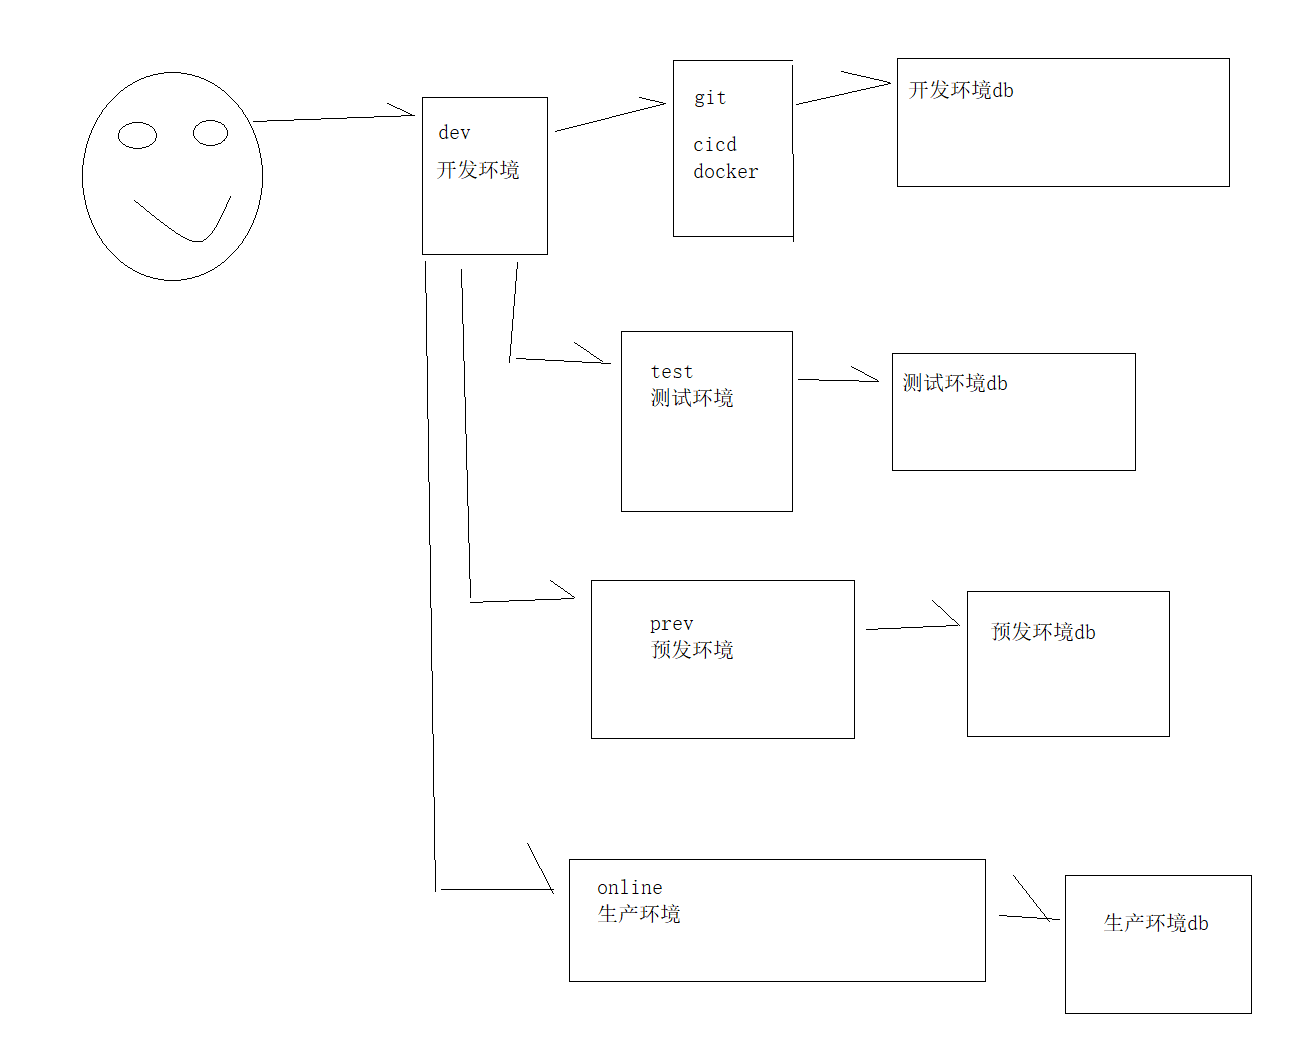 dev
开发环境
git
cicd
docker
开发环境db
test
测试环境
测试环境db
prev
预发环境
预发环境db
online
生产环境
生产环境db